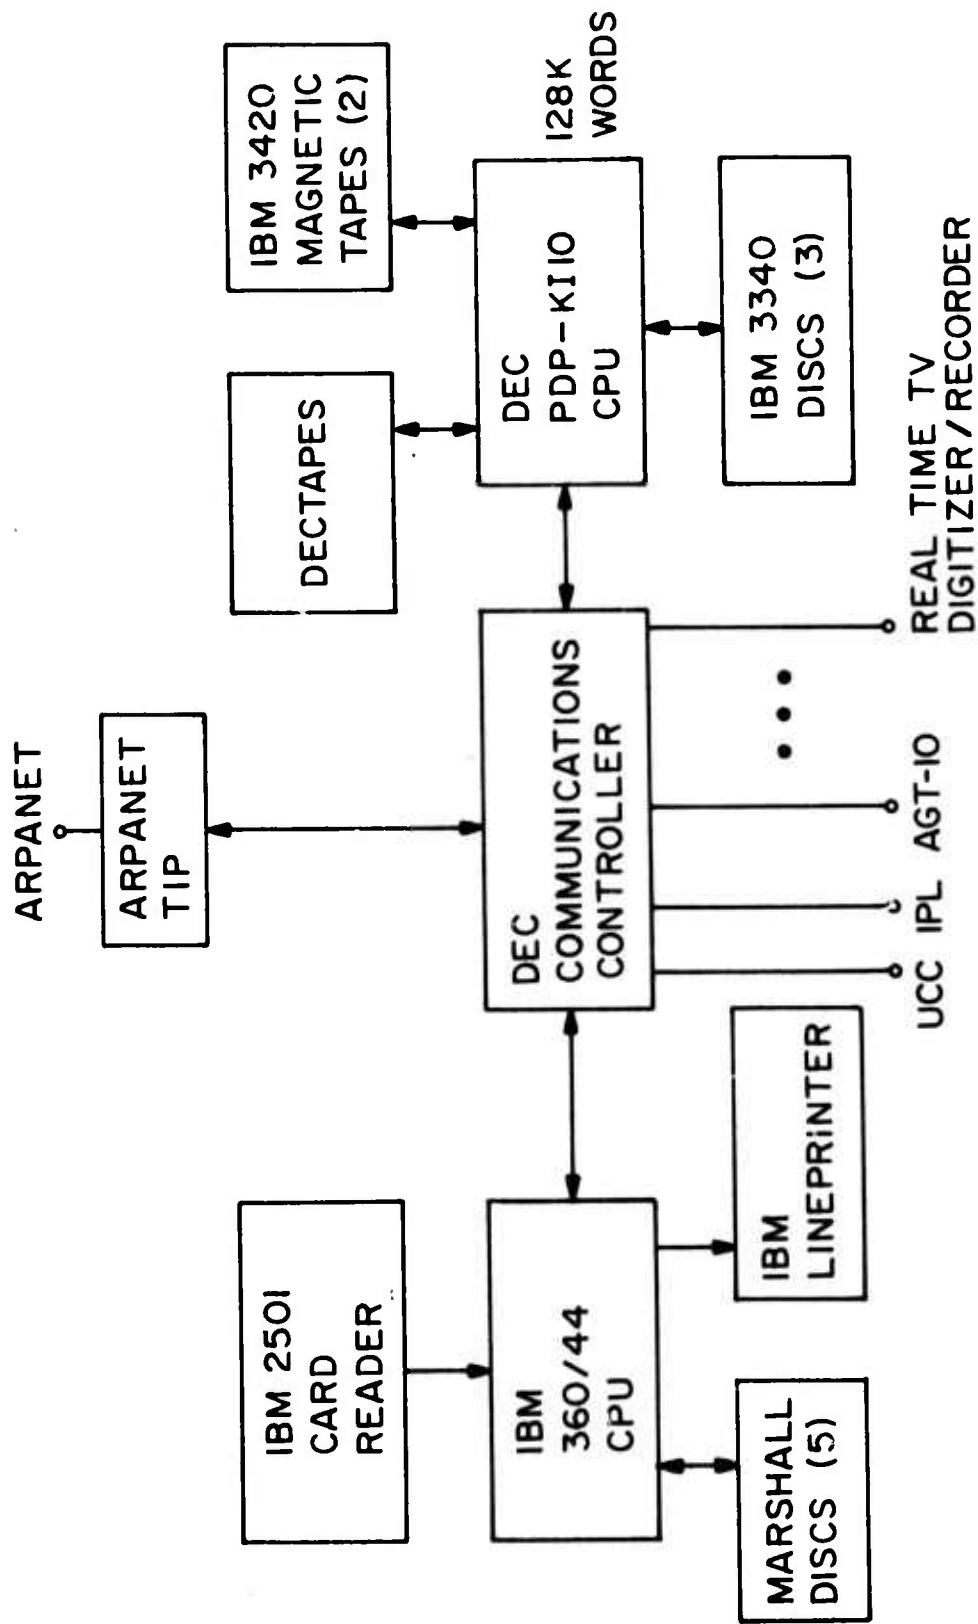 ARPANET
ARPANET
TIP
IBM 2501
CARD
READER
DECTAPES
IBM 3420
MAGNETIC
TAPES (2)
IBM
360/44
CPU
DEC
COMMUNICATIONS
CONTROLLER
DEC
PDP-KI10
CPU
128K
WORDS
MARSHALL
DISCS (5)
IBM
LINEPRINTER
UCC
IPL
AGT-10
REAL TIME TV
DIGITIZER/RECORDER
IBM 3340
DISCS (3)